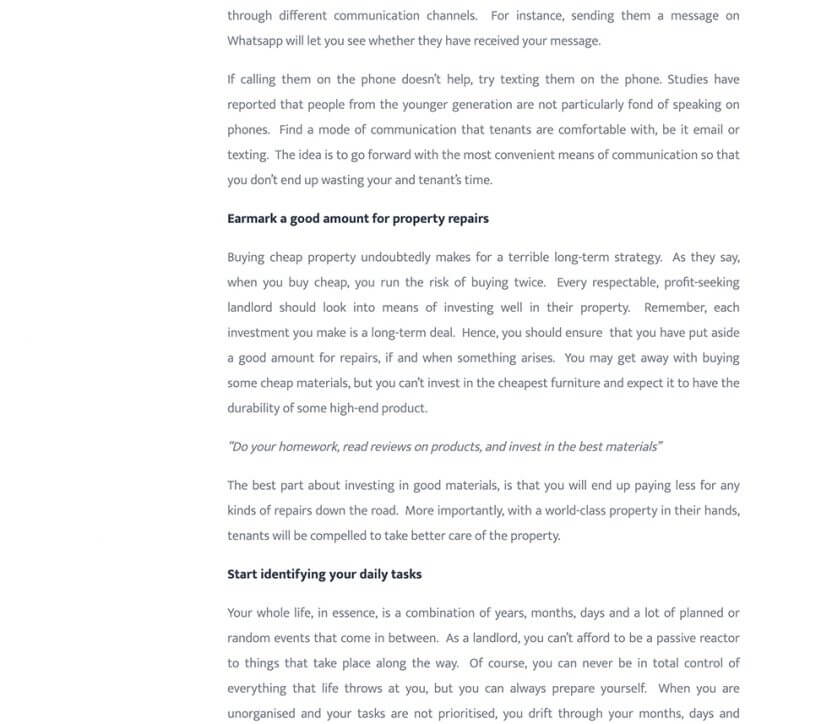 through different communication channels.  For instance, sending them a message on
Whatsapp will let you see whether they have received your message.
If calling them on the phone doesn’t help, try texting them on the phone. Studies have
reported that people from the younger generation are not particularly fond of speaking on
phones.  Find a mode of communication that tenants are comfortable with, be it email or
texting.  The idea is to go forward with the most convenient means of communication so that
you don’t end up wasting your and tenant’s time.
Earmark a good amount for property repairs
Buying cheap property undoubtedly makes for a terrible long-term strategy.  As they say,
when you buy cheap, you run the risk of buying twice.  Every respectable, profit-seeking
landlord should look into means of investing well in their property.  Remember, each
investment you make is a long-term deal.  Hence, you should ensure  that you have put aside
a good amount for repairs, if and when something arises.  You may get away with buying
some cheap materials, but you can’t invest in the cheapest furniture and expect it to have the
durability of some high-end product.
“Do your homework, read reviews on products, and invest in the best materials”
The best part about investing in good materials, is that you will end up paying less for any
kinds of repairs down the road.  More importantly, with a world-class property in their hands,
tenants will be compelled to take better care of the property.
Start identifying your daily tasks
Your whole life, in essence, is a combination of years, months, days and a lot of planned or
random events that come in between.  As a landlord, you can’t afford to be a passive reactor
to things that take place along the way.  Of course, you can never be in total control of
everything that life throws at you, but you can always prepare yourself.  When you are
unorganised and your tasks are not prioritised, you drift through your months, days and